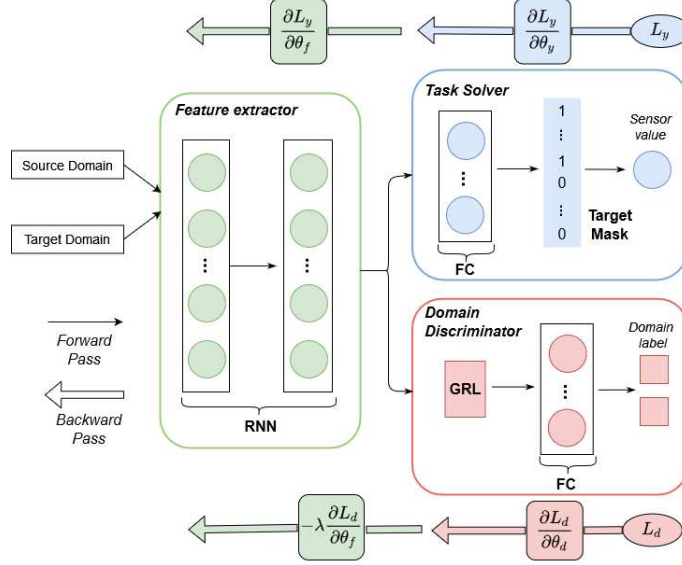 ∂L_y
∂θ_f
∂L_y
∂θ_y
L_y
Feature extractor
Task Solver
Sensor
value
1
⋮
1
0
⋮
0
Target
Mask
FC
Source Domain
Target Domain
...
...
...
RNN
Forward
Pass
Backward
Pass
Domain
Discriminator
Domain
label
GRL
...
FC
-λ ∂L_d
∂θ_f
∂L_d
∂θ_d
L_d